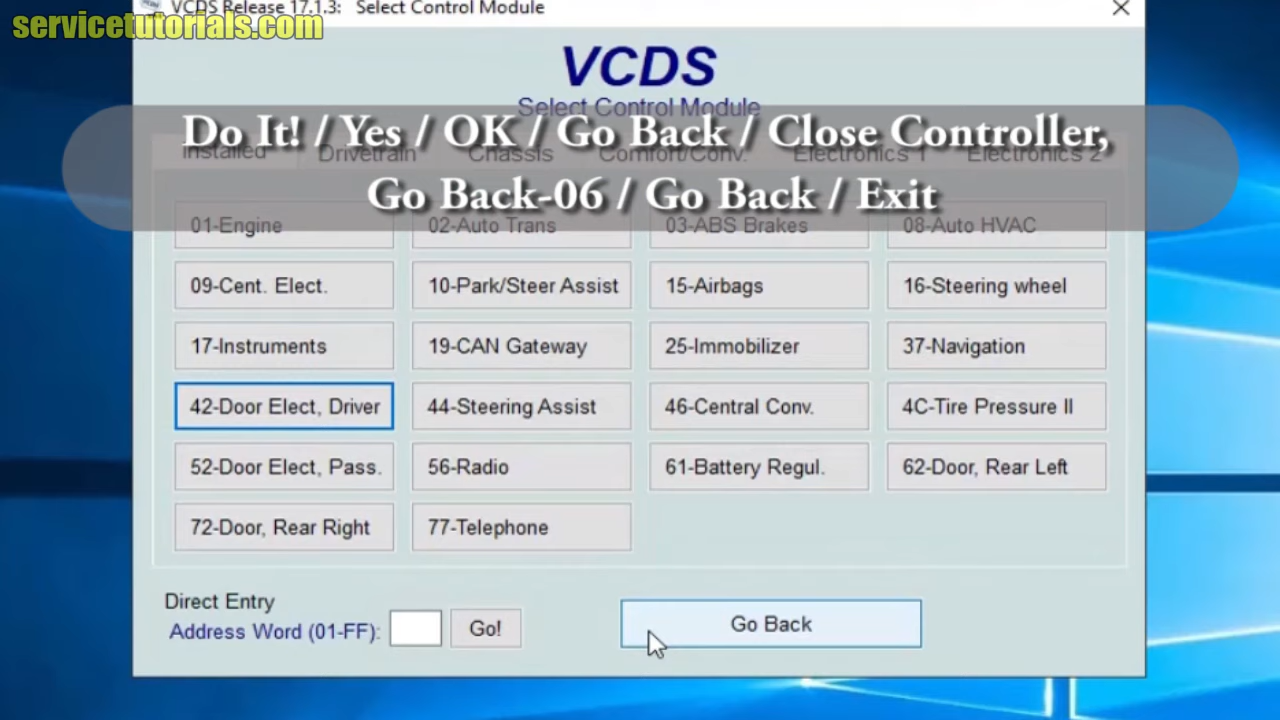 VCDS Release 17.1.3: Select Control Module
servicetutorials.com
VCDS
Select Control Module
Do It! / Yes / OK / Go Back / Close Controller,
Go Back-06 / Go Back / Exit
Installed Drivetrain Chassis Comfort/Conv. Electronics 1 Electronics 2
01-Engine 02-Auto Trans 03-ABS Brakes 08-Auto HVAC
09-Cent. Elect. 10-Park/Steer Assist 15-Airbags 16-Steering wheel
17-Instruments 19-CAN Gateway 25-Immobilizer 37-Navigation
42-Door Elect, Driver 44-Steering Assist 46-Central Conv. 4C-Tire Pressure II
52-Door Elect, Pass. 56-Radio 61-Battery Regul. 62-Door, Rear Left
72-Door, Rear Right 77-Telephone
Direct Entry
Address Word (01-FF): Go! Go Back